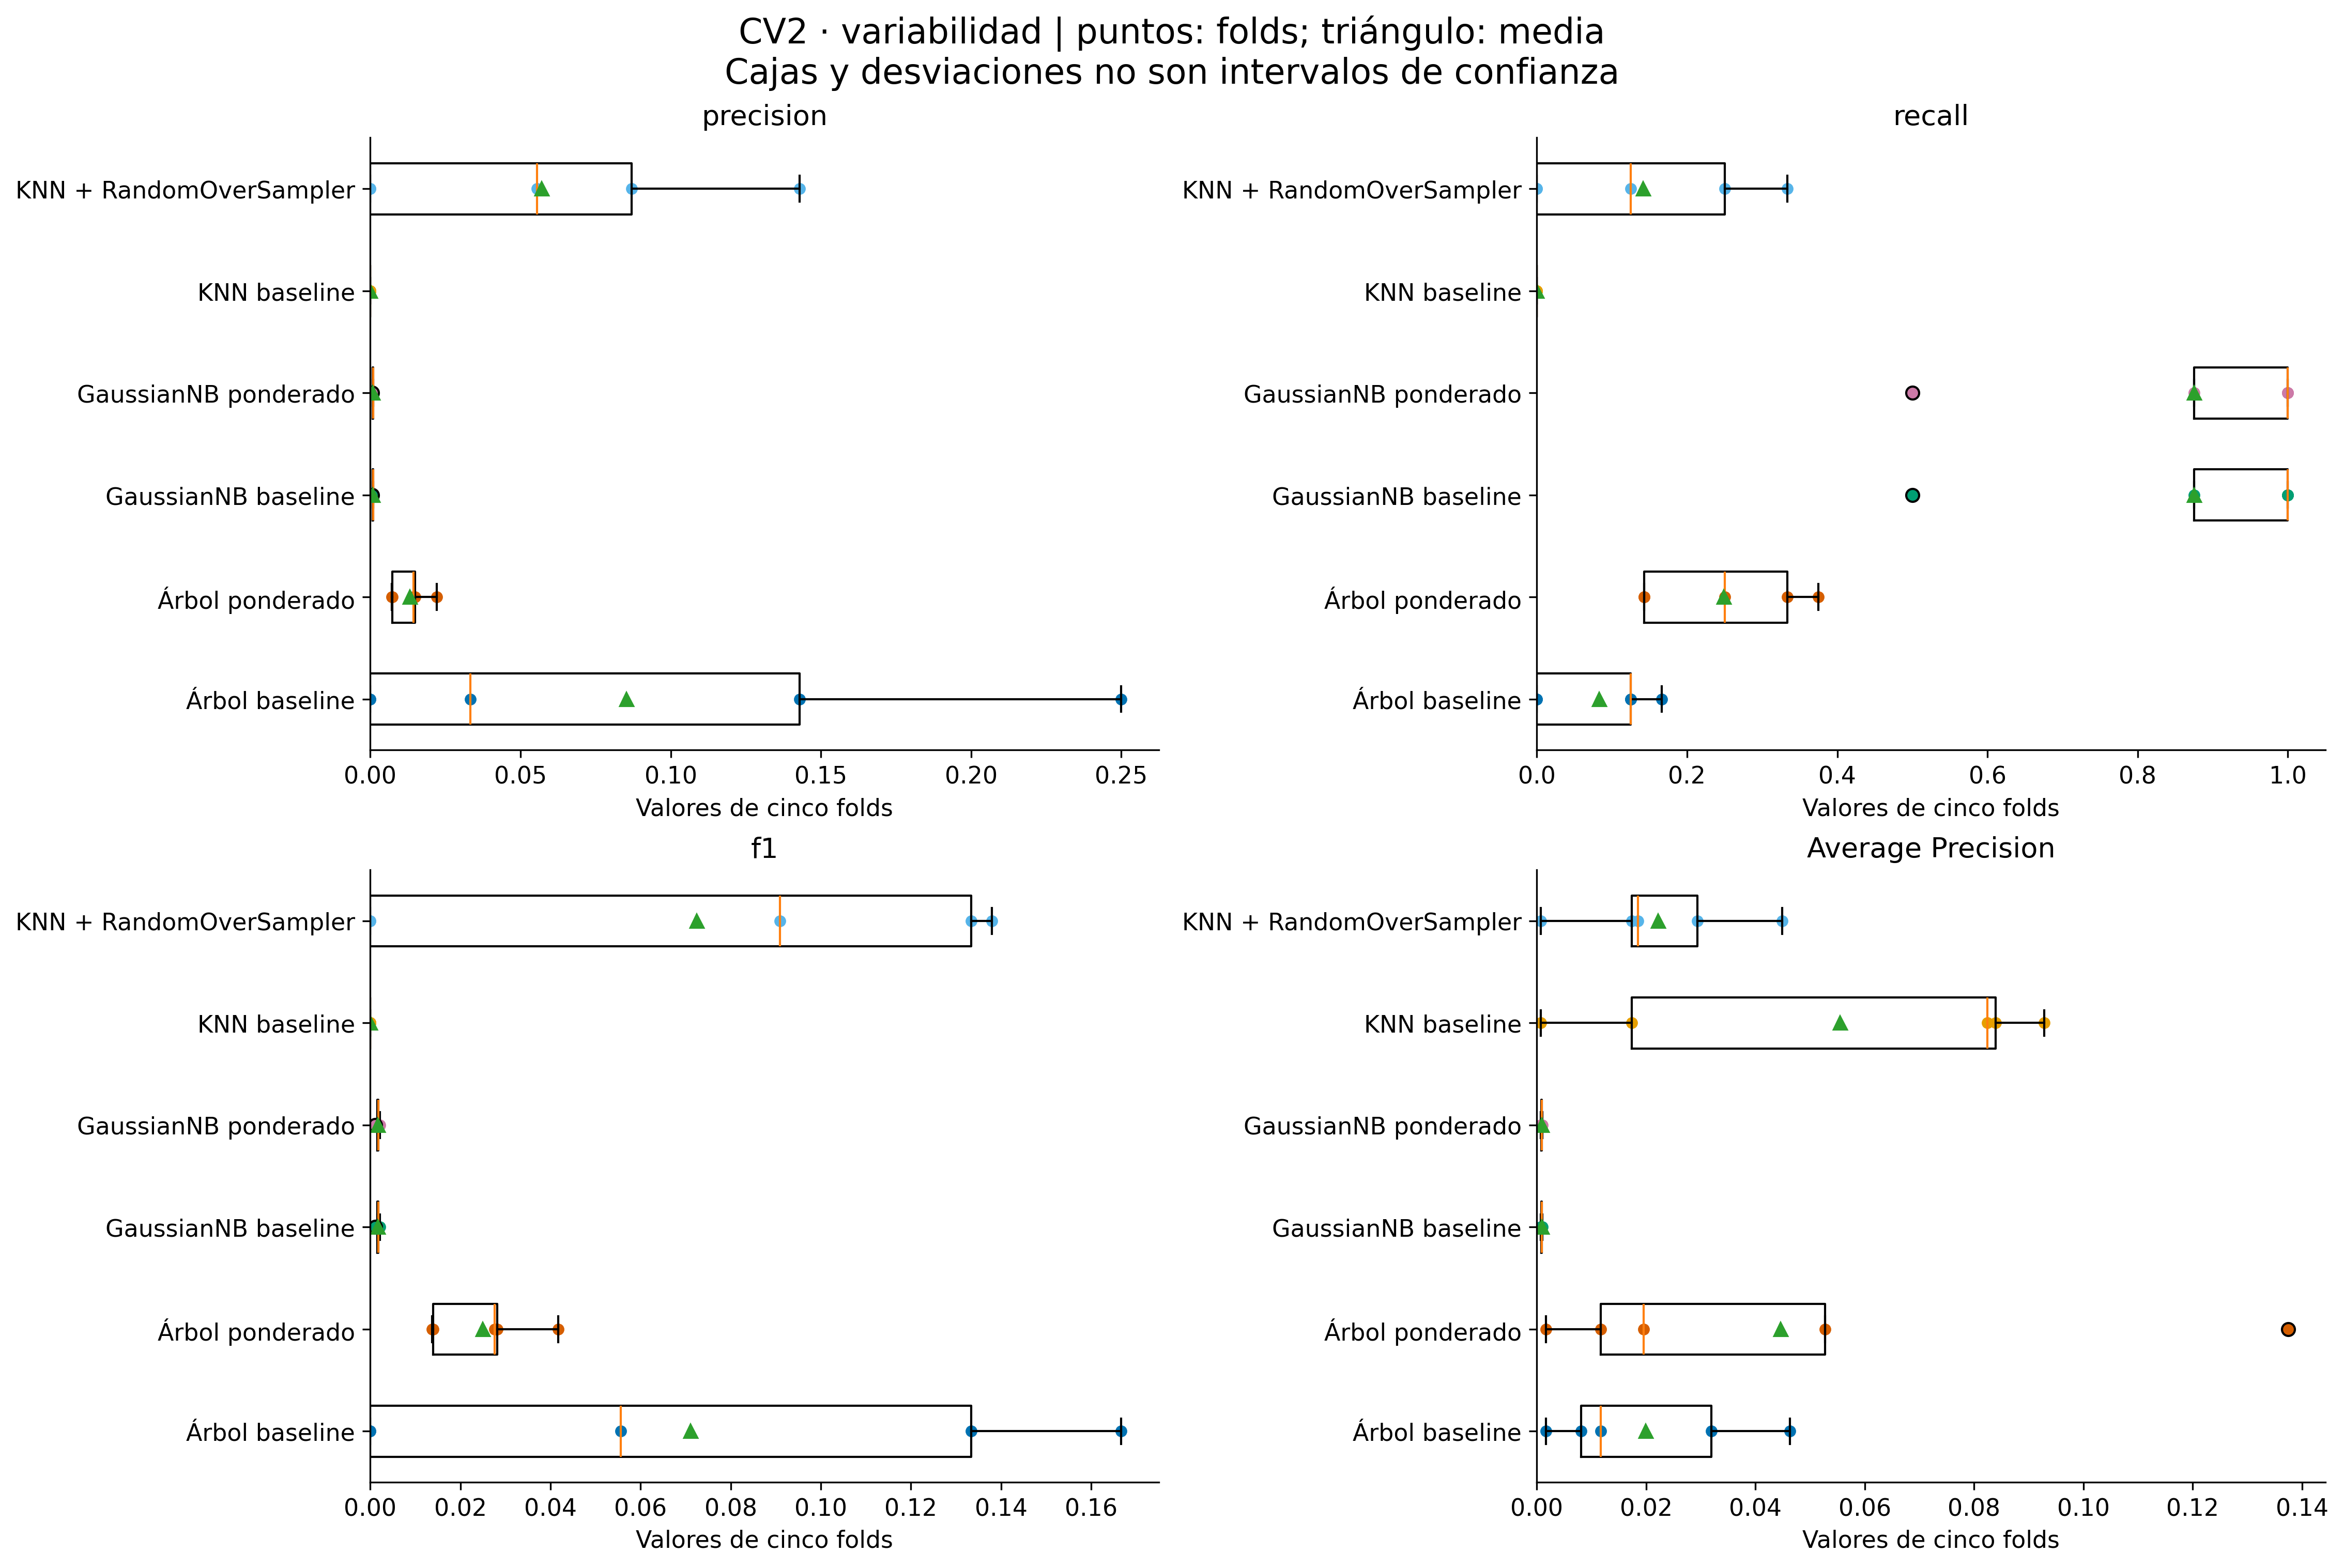 CV2 · variabilidad | puntos: folds; triángulo: media
Cajas y desviaciones no son intervalos de confianza
precision
KNN + RandomOverSampler
KNN baseline
GaussianNB ponderado
GaussianNB baseline
Árbol ponderado
Árbol baseline
0.00 0.05 0.10 0.15 0.20 0.25
Valores de cinco folds
recall
KNN + RandomOverSampler
KNN baseline
GaussianNB ponderado
GaussianNB baseline
Árbol ponderado
Árbol baseline
0.0 0.2 0.4 0.6 0.8 1.0
Valores de cinco folds
f1
KNN + RandomOverSampler
KNN baseline
GaussianNB ponderado
GaussianNB baseline
Árbol ponderado
Árbol baseline
0.00 0.02 0.04 0.06 0.08 0.10 0.12 0.14 0.16
Valores de cinco folds
Average Precision
KNN + RandomOverSampler
KNN baseline
GaussianNB ponderado
GaussianNB baseline
Árbol ponderado
Árbol baseline
0.00 0.02 0.04 0.06 0.08 0.10 0.12 0.14
Valores de cinco folds